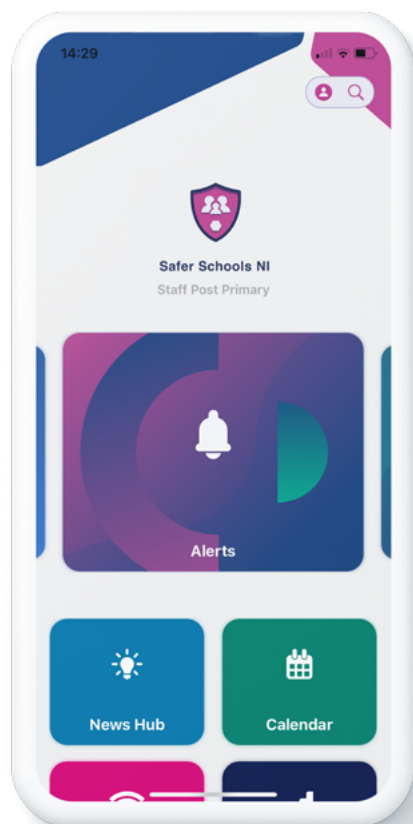 14:29
Safer Schools NI
Staff Post Primary
Alerts
News Hub
Calendar